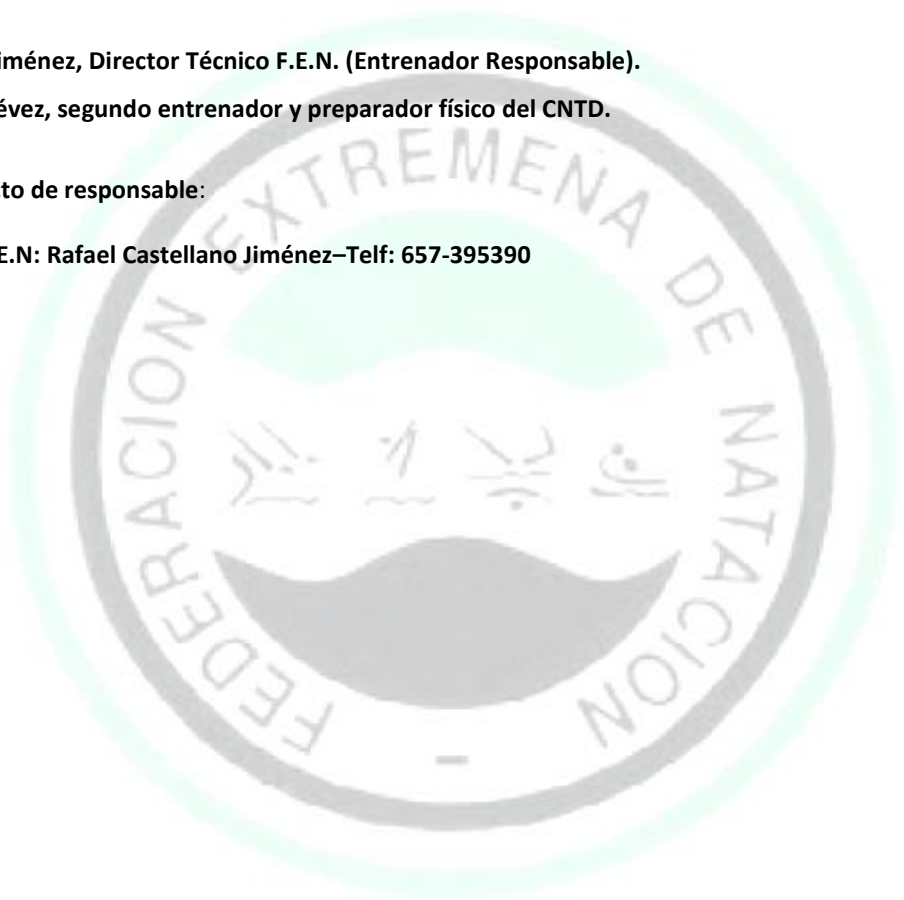 iménez, Director Técnico F.E.N. (Entrenador Responsable).
évez, segundo entrenador y preparador físico del CNTD.
to de responsable:
E.N: Rafael Castellano Jiménez–Telf: 657-395390
FEDERACION EXTREMEÑA DE NATACION